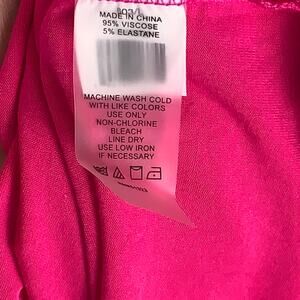 MADE IN CHINA
95% VISCOSE
5% ELASTANE
MACHINE WASH COLD
WITH LIKE COLORS
USE ONLY
NON-CHLORINE
BLEACH
LINE DRY
USE LOW IRON
IF NECESSARY